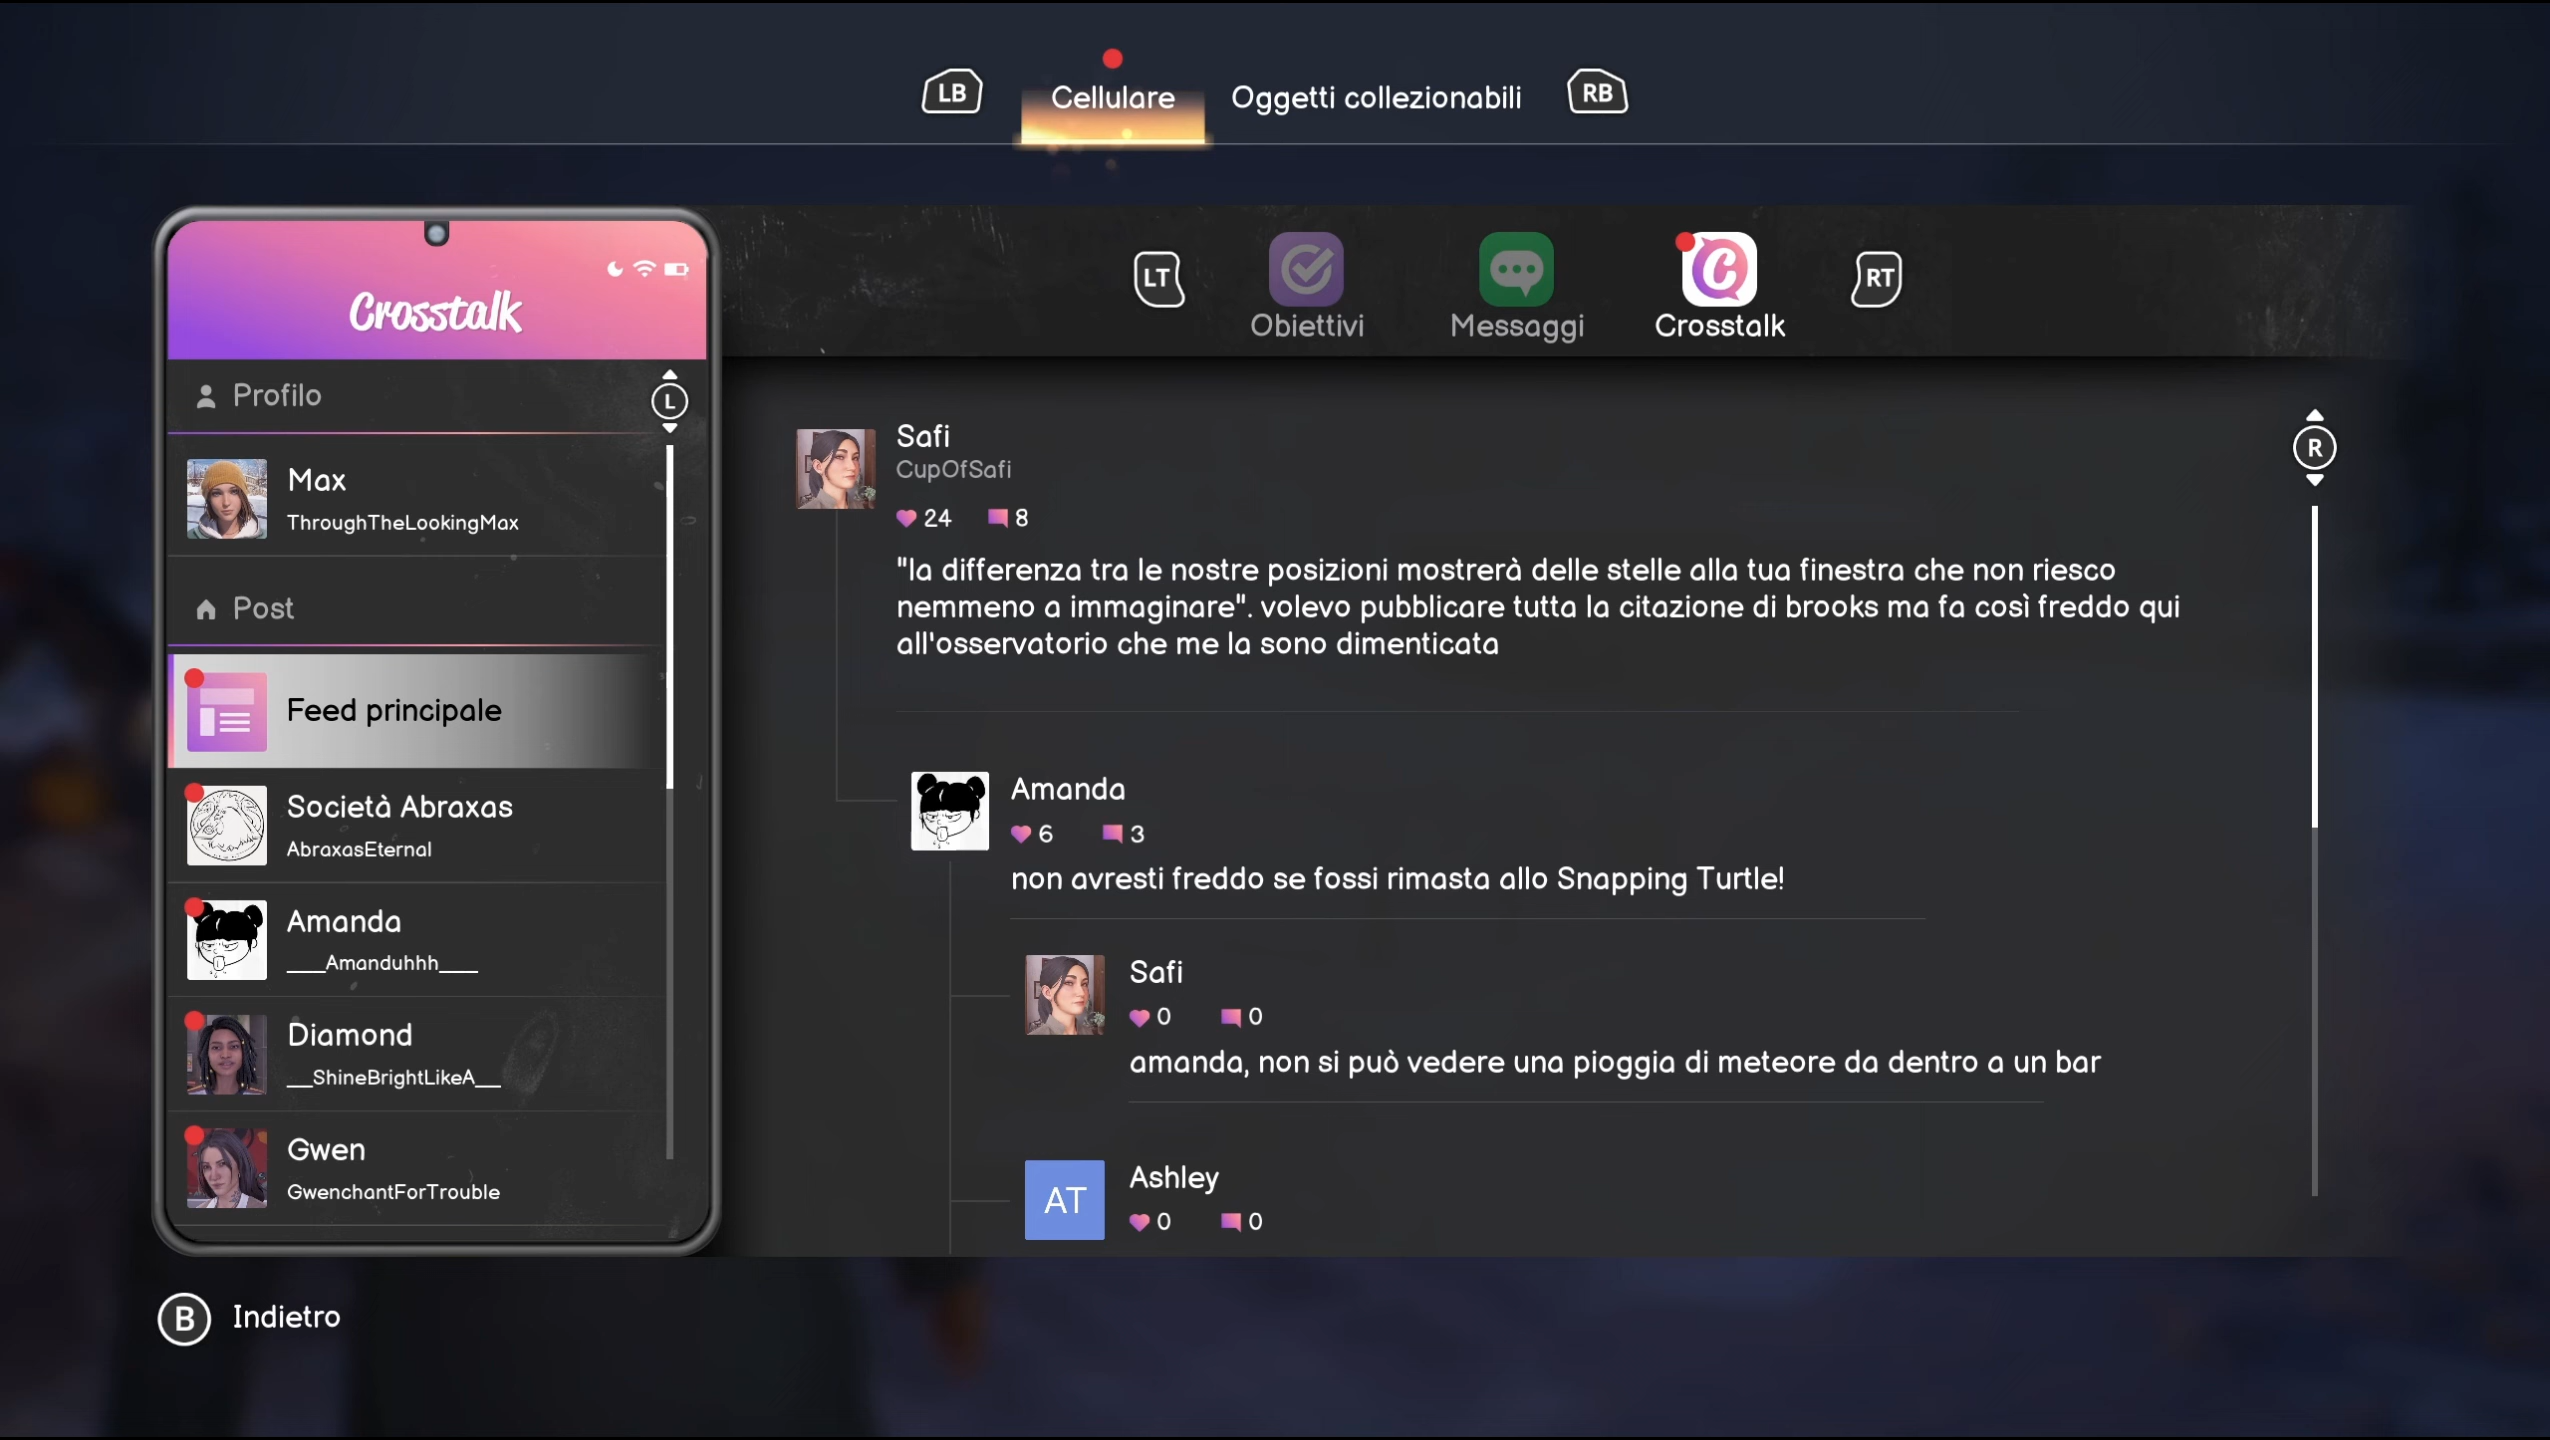 LB
Cellulare
Oggetti collezionabili
RB
Crosstalk
LT
Obiettivi
Messaggi
Crosstalk
RT
Profilo
L
Max
ThroughTheLookingMax
Post
Feed principale
Società Abraxas
AbraxasEternal
Amanda
___Amanduhhh___
Diamond
__ShineBrightLikeA__
Gwen
GwenchantForTrouble
R
Safi
CupOfSafi
24 8
"la differenza tra le nostre posizioni mostrerà delle stelle alla tua finestra che non riesco
nemmeno a immaginare". volevo pubblicare tutta la citazione di brooks ma fa così freddo qui
all'osservatorio che me la sono dimenticata
Amanda
6 3
non avresti freddo se fossi rimasta allo Snapping Turtle!
Safi
0 0
amanda, non si può vedere una pioggia di meteore da dentro a un bar
AT
Ashley
0 0
B Indietro